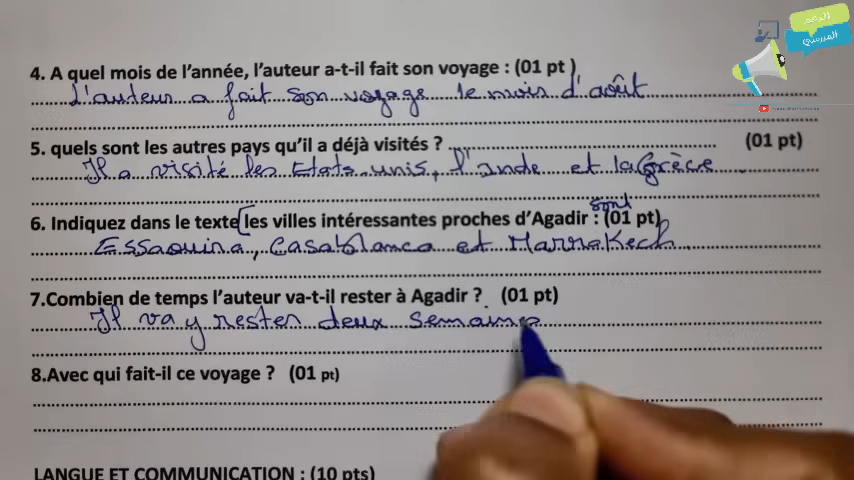 الدعم
المدرسي
4. A quel mois de l'année, l'auteur a-t-il fait son voyage : (01 pt )
L'auteur a fait son voyage le mois d'août
5. quels sont les autres pays qu'il a déjà visités ? (01 pt)
Il a visité les Etats-unis, l'inde et la Grèce
sont
6. Indiquez dans le texte [les villes intéressantes proches d'Agadir : (01 pt)
Essaouira, Casablanca et Marrakech.
7.Combien de temps l'auteur va-t-il rester à Agadir ? (01 pt)
Il va y rester deux semaine
8.Avec qui fait-il ce voyage ? (01 pt)
LANGUE ET COMMUNICATION : (10 pts)